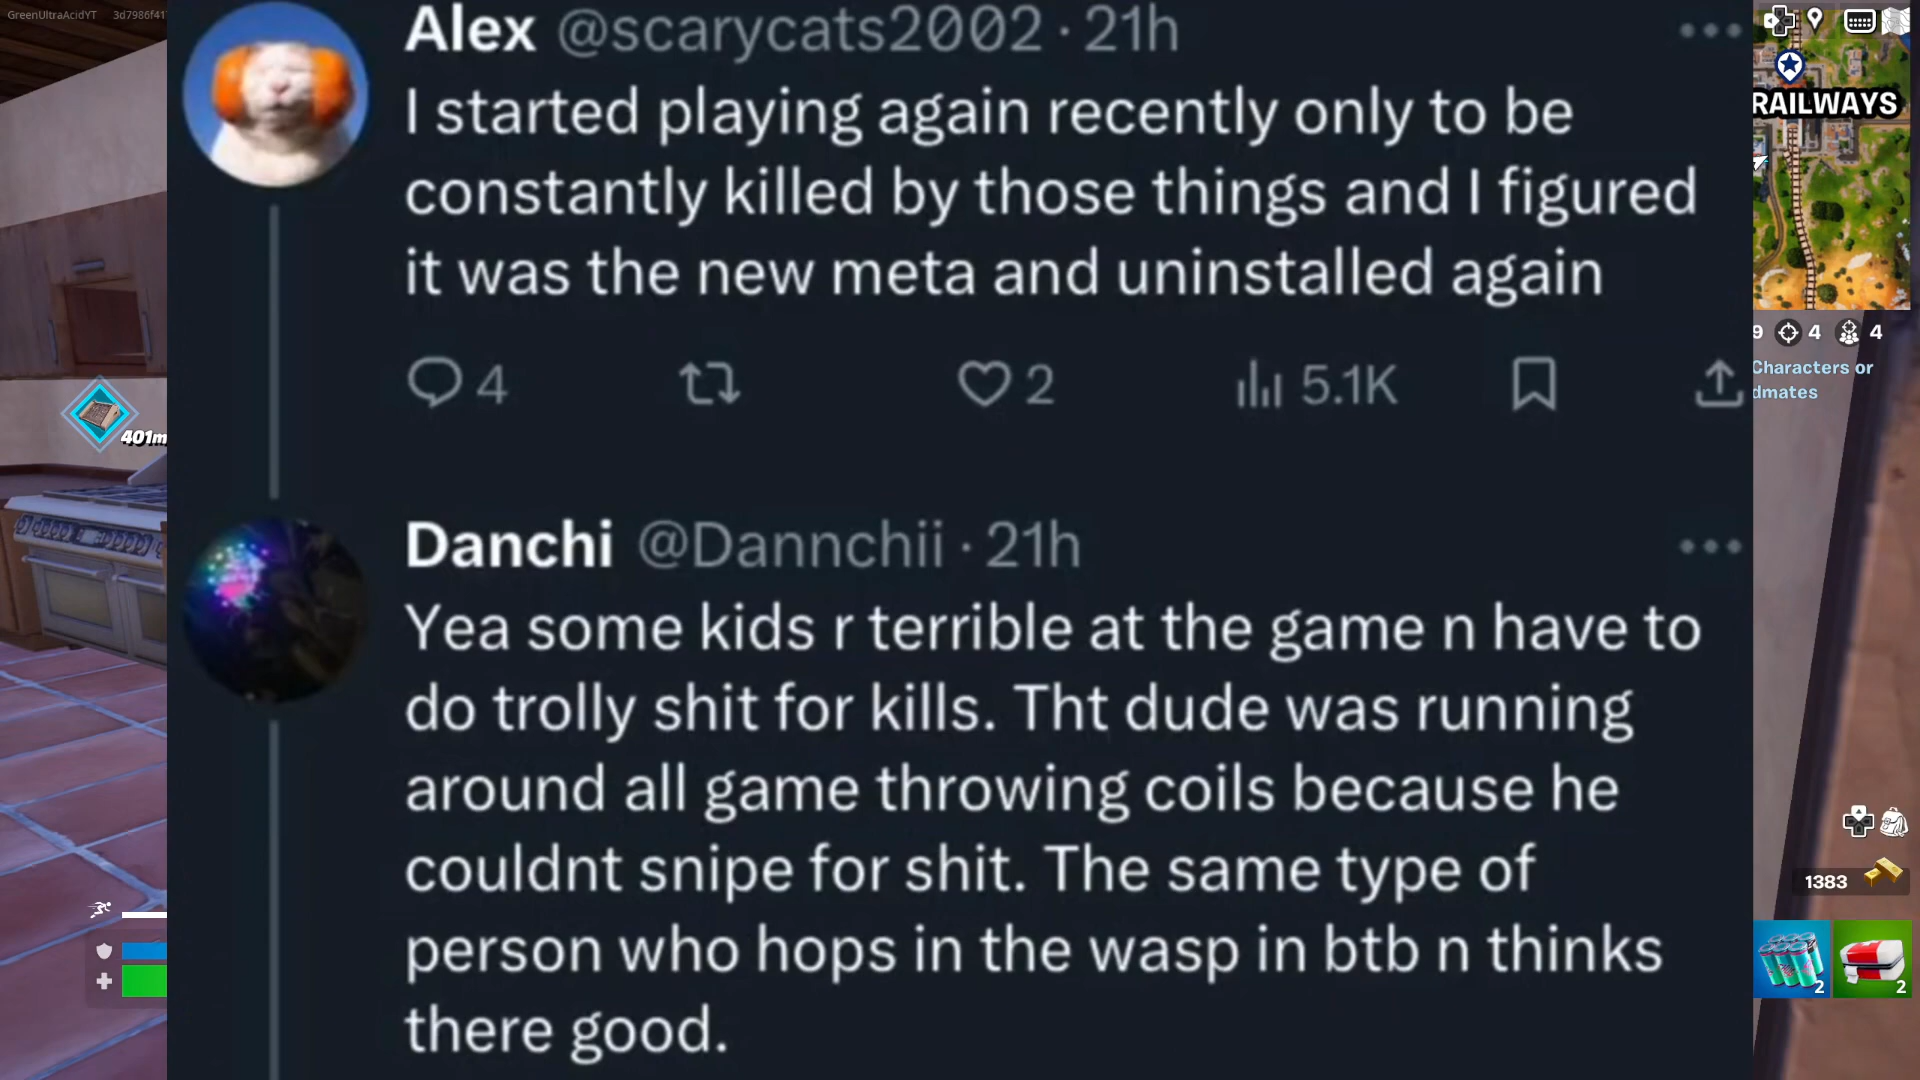 GreenUltraAcidYT 3d7986f41
Alex @scarycats2002 · 21h
I started playing again recently only to be
constantly killed by those things and I figured
it was the new meta and uninstalled again
4 2 5.1K
Danchi @Dannchii · 21h
Yea some kids r terrible at the game n have to
do trolly shit for kills. Tht dude was running
around all game throwing coils because he
couldnt snipe for shit. The same type of
person who hops in the wasp in btb n thinks
there good.
401m
RAILWAYS
9 4 4
Characters or
dmates
1383
2 2